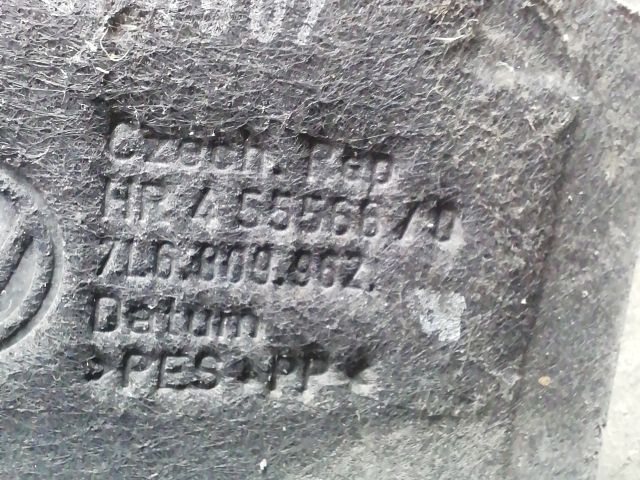 Czech. Rep
HP. 4 55566/0
7L6.809.962.
Datum
>PES+PP<